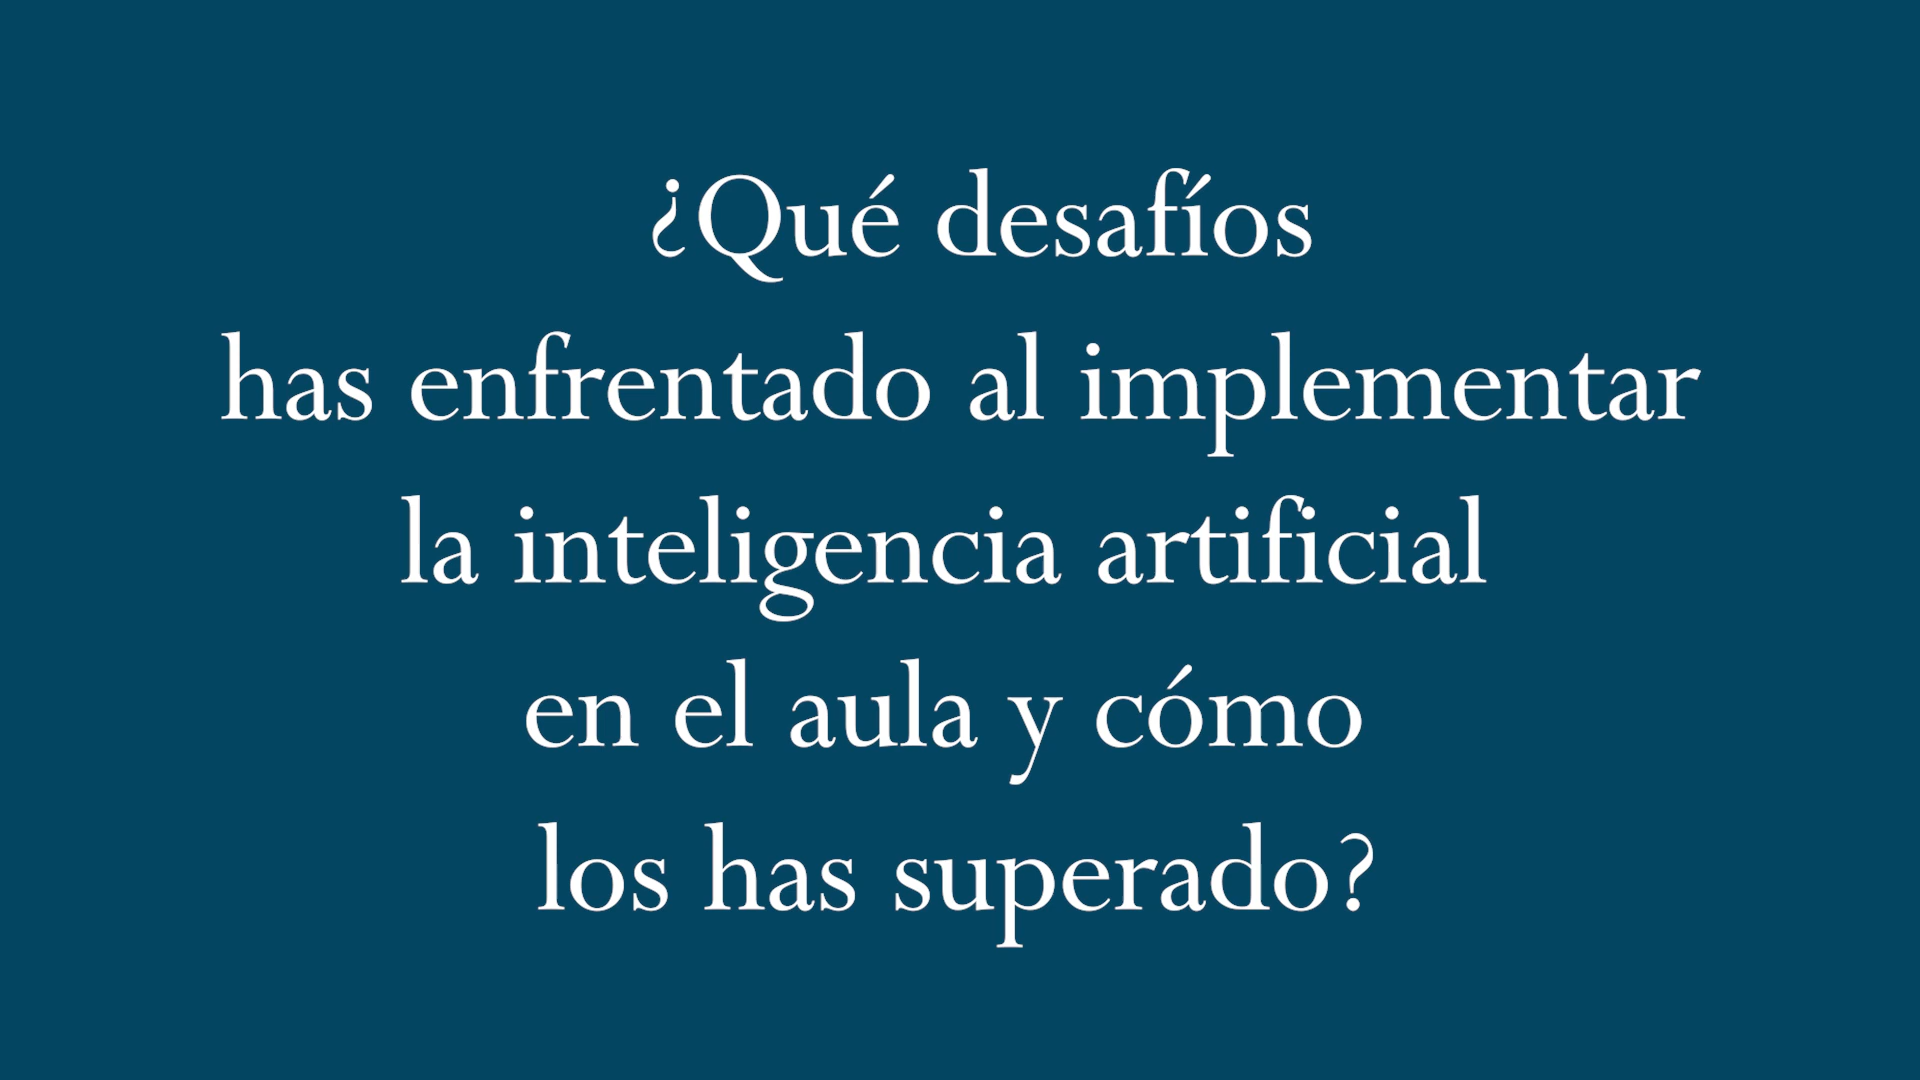 ¿Qué desafíos
has enfrentado al implementar
la inteligencia artificial
en el aula y cómo
los has superado?